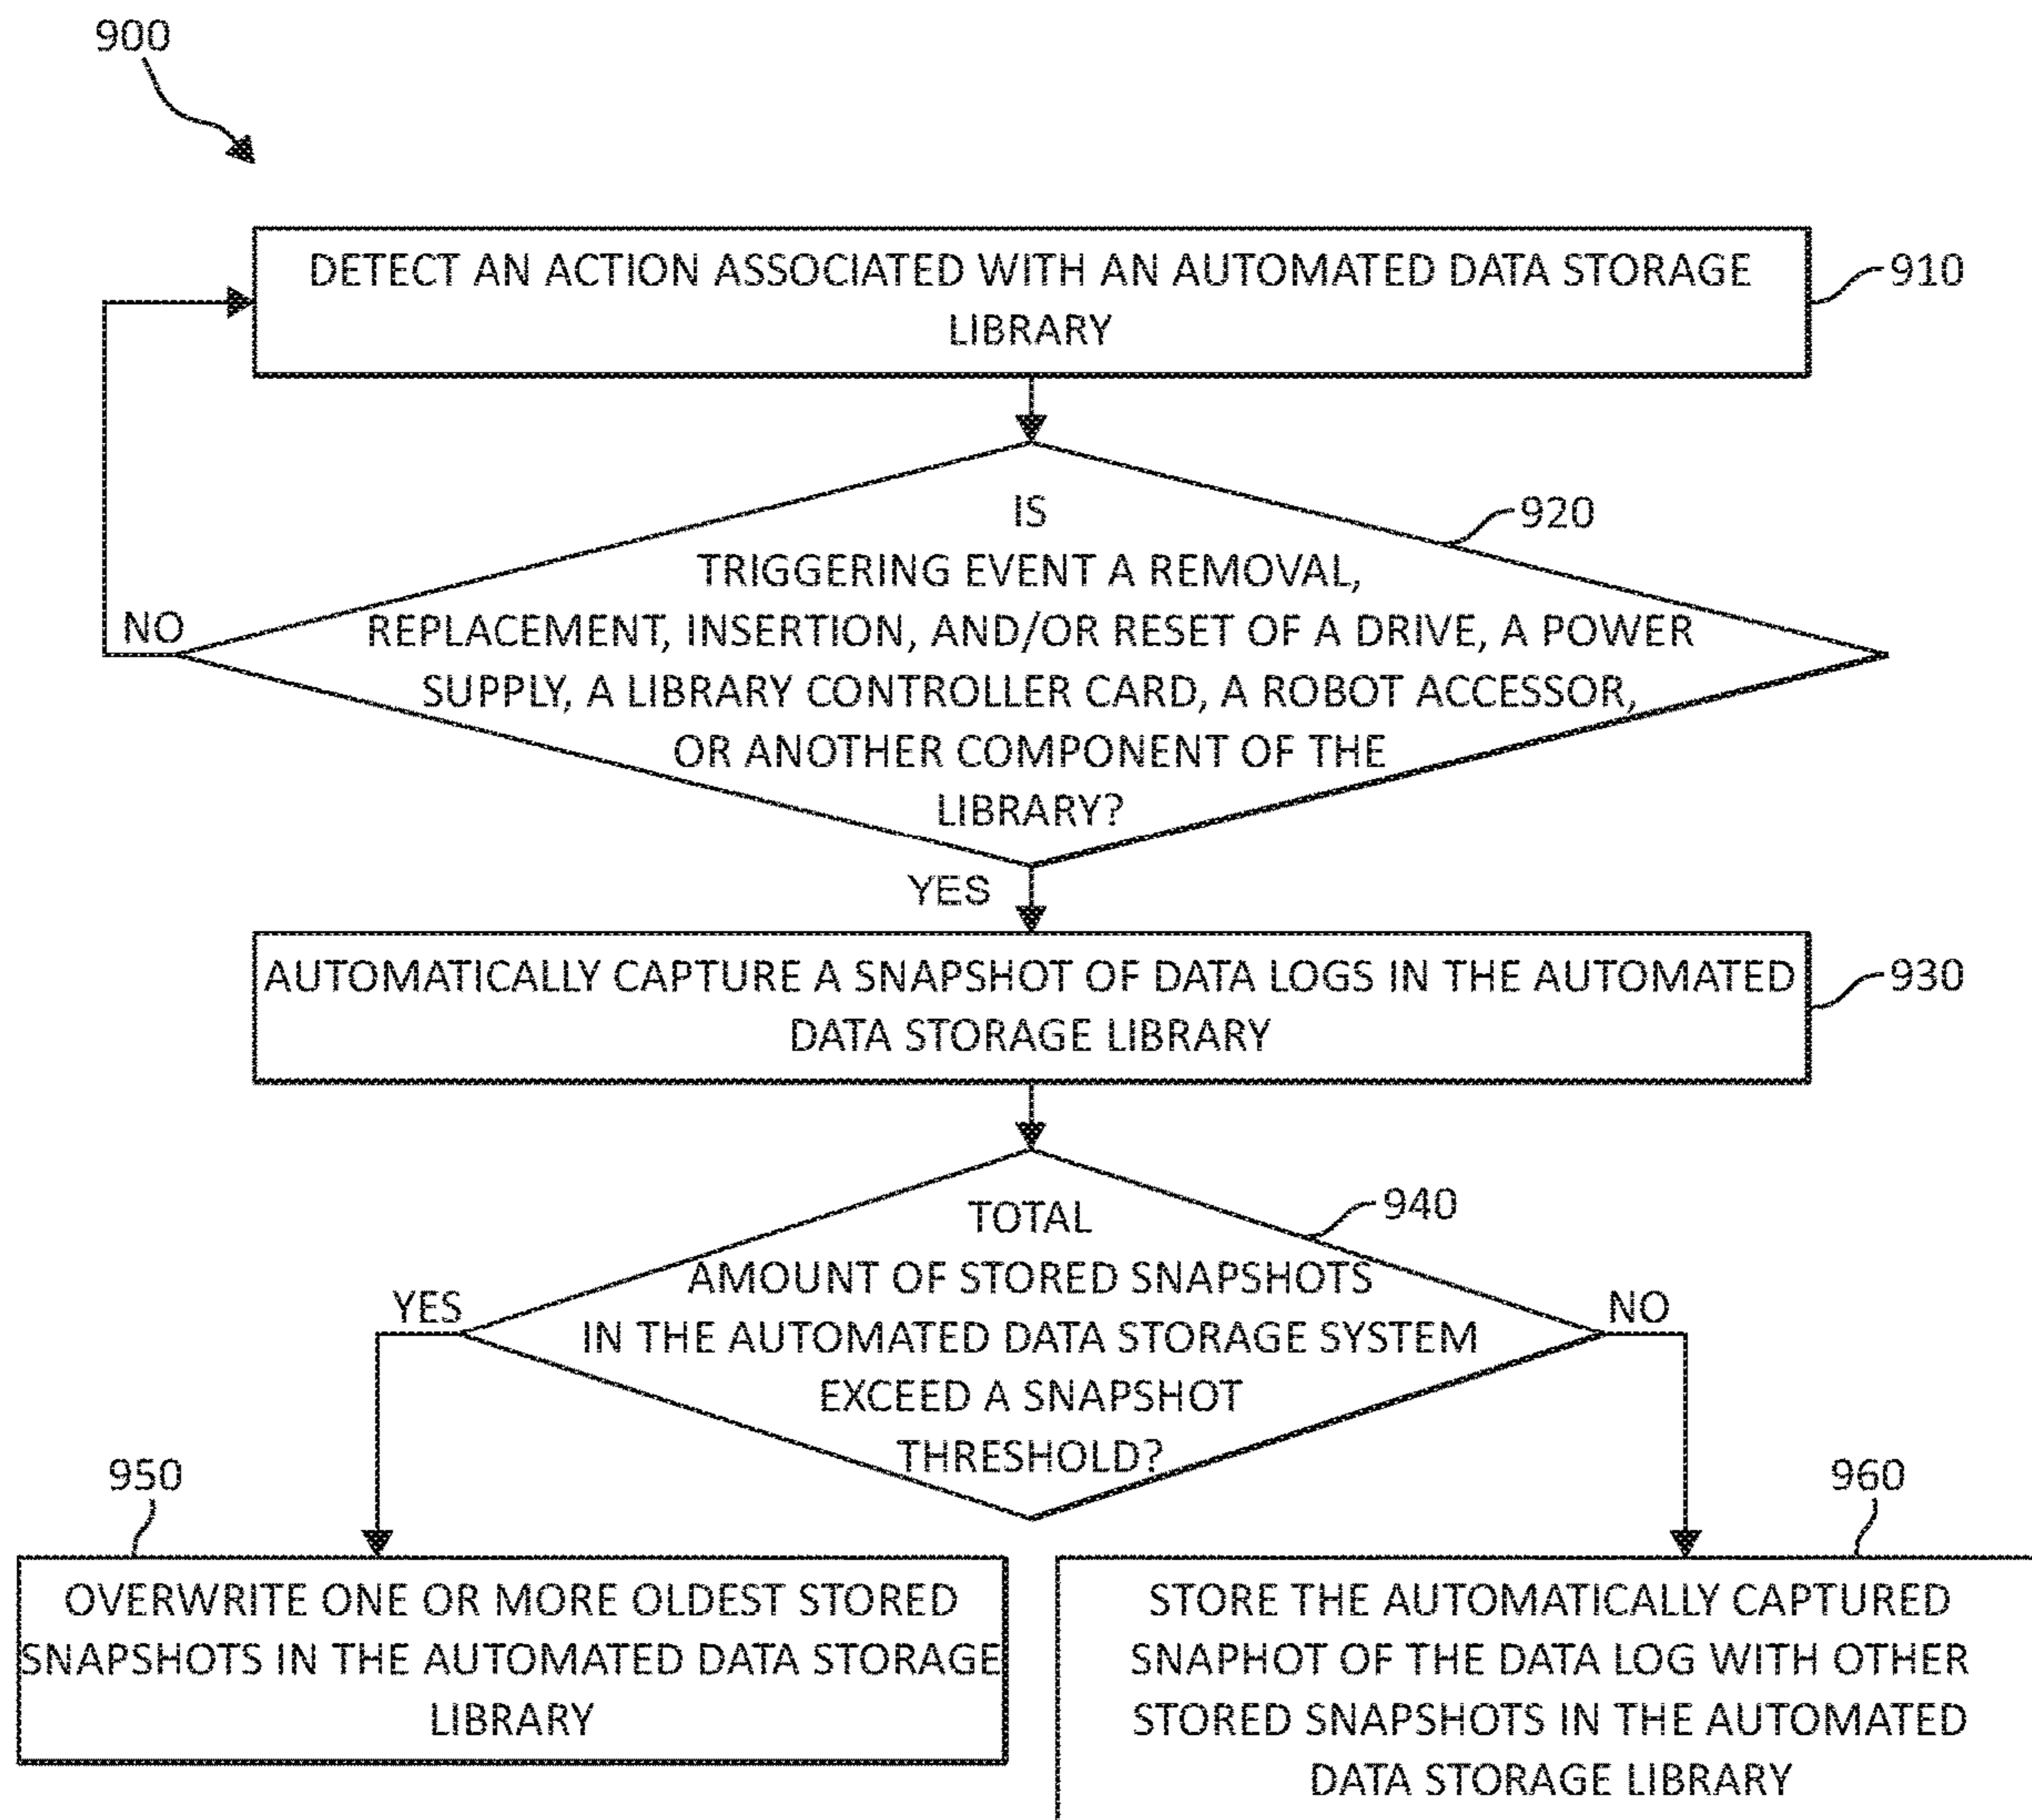 900
DETECT AN ACTION ASSOCIATED WITH AN AUTOMATED DATA STORAGE
LIBRARY
910
IS
920
TRIGGERING EVENT A REMOVAL,
REPLACEMENT, INSERTION, AND/OR RESET OF A DRIVE, A POWER
SUPPLY, A LIBRARY CONTROLLER CARD, A ROBOT ACCESSOR,
OR ANOTHER COMPONENT OF THE
LIBRARY?
NO
YES
AUTOMATICALLY CAPTURE A SNAPSHOT OF DATA LOGS IN THE AUTOMATED
DATA STORAGE LIBRARY
930
TOTAL
940
AMOUNT OF STORED SNAPSHOTS
IN THE AUTOMATED DATA STORAGE SYSTEM
EXCEED A SNAPSHOT
THRESHOLD?
YES
NO
950
OVERWRITE ONE OR MORE OLDEST STORED
SNAPSHOTS IN THE AUTOMATED DATA STORAGE
LIBRARY
960
STORE THE AUTOMATICALLY CAPTURED
SNAPHOT OF THE DATA LOG WITH OTHER
STORED SNAPSHOTS IN THE AUTOMATED
DATA STORAGE LIBRARY